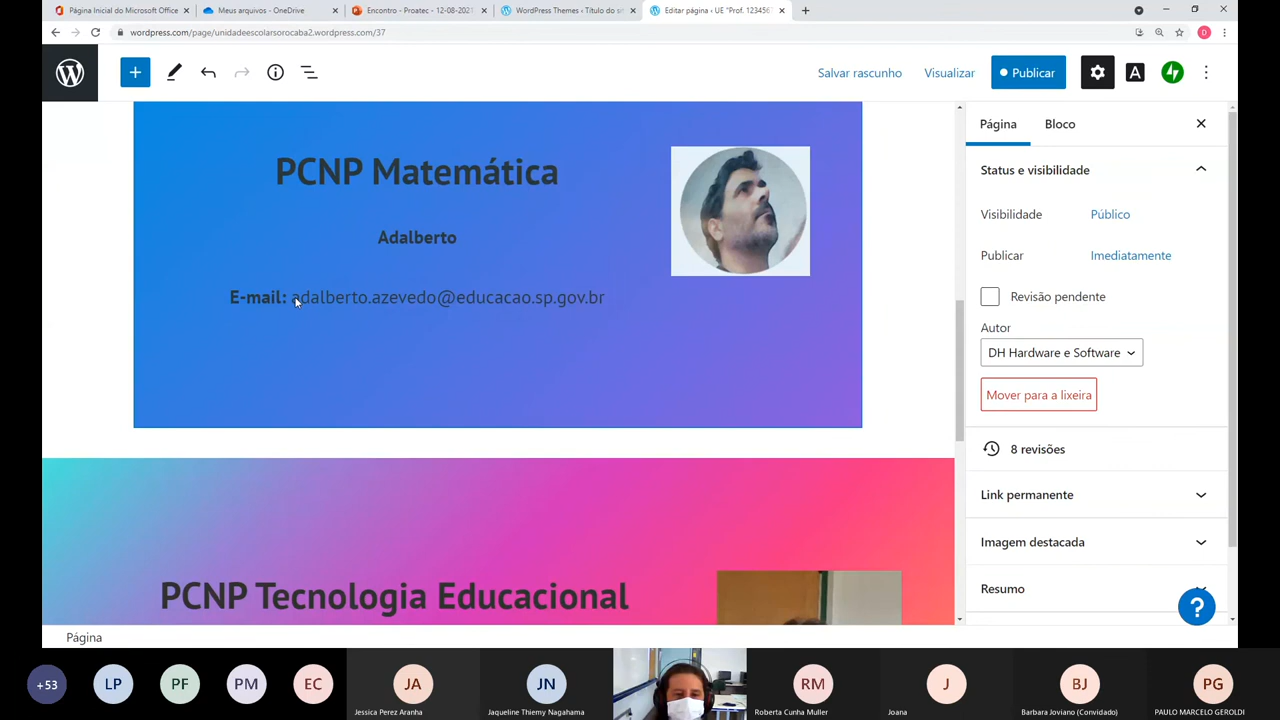 Página Inicial do Microsoft Office
Meus arquivos - OneDrive
Encontro - Proatec - 12-08-2021
WordPress Themes ‹ Título do si
Editar página ‹ UE "Prof. 123456
wordpress.com/page/unidadeescolarsorocaba2.wordpress.com/37
D
Salvar rascunho
Visualizar
Publicar
A
PCNP Matemática
Adalberto
E-mail: adalberto.azevedo@educacao.sp.gov.br
PCNP Tecnologia Educacional
Página
Bloco
Status e visibilidade
Visibilidade
Público
Publicar
Imediatamente
Revisão pendente
Autor
DH Hardware e Software
Mover para a lixeira
8 revisões
Link permanente
Imagem destacada
Resumo
?
Página
+53
LP
PF
PM
EC
JA
Jessica Perez Aranha
JN
Jaqueline Thiemy Nagahama
RM
Roberta Cunha Muller
J
Joana
BJ
Barbara Joviano (Convidado)
PG
PAULO MARCELO GEROLDI